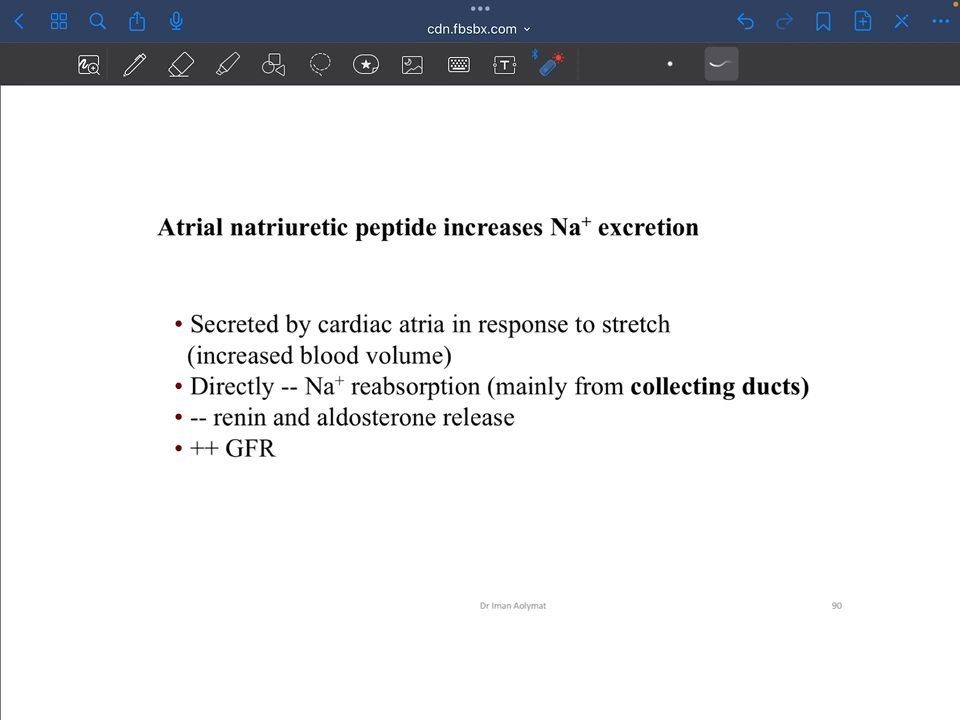 cdn.fbsbx.com
Atrial natriuretic peptide increases Na⁺ excretion
• Secreted by cardiac atria in response to stretch
(increased blood volume)
• Directly -- Na⁺ reabsorption (mainly from collecting ducts)
• -- renin and aldosterone release
• ++ GFR
Dr Iman Aolymat
90